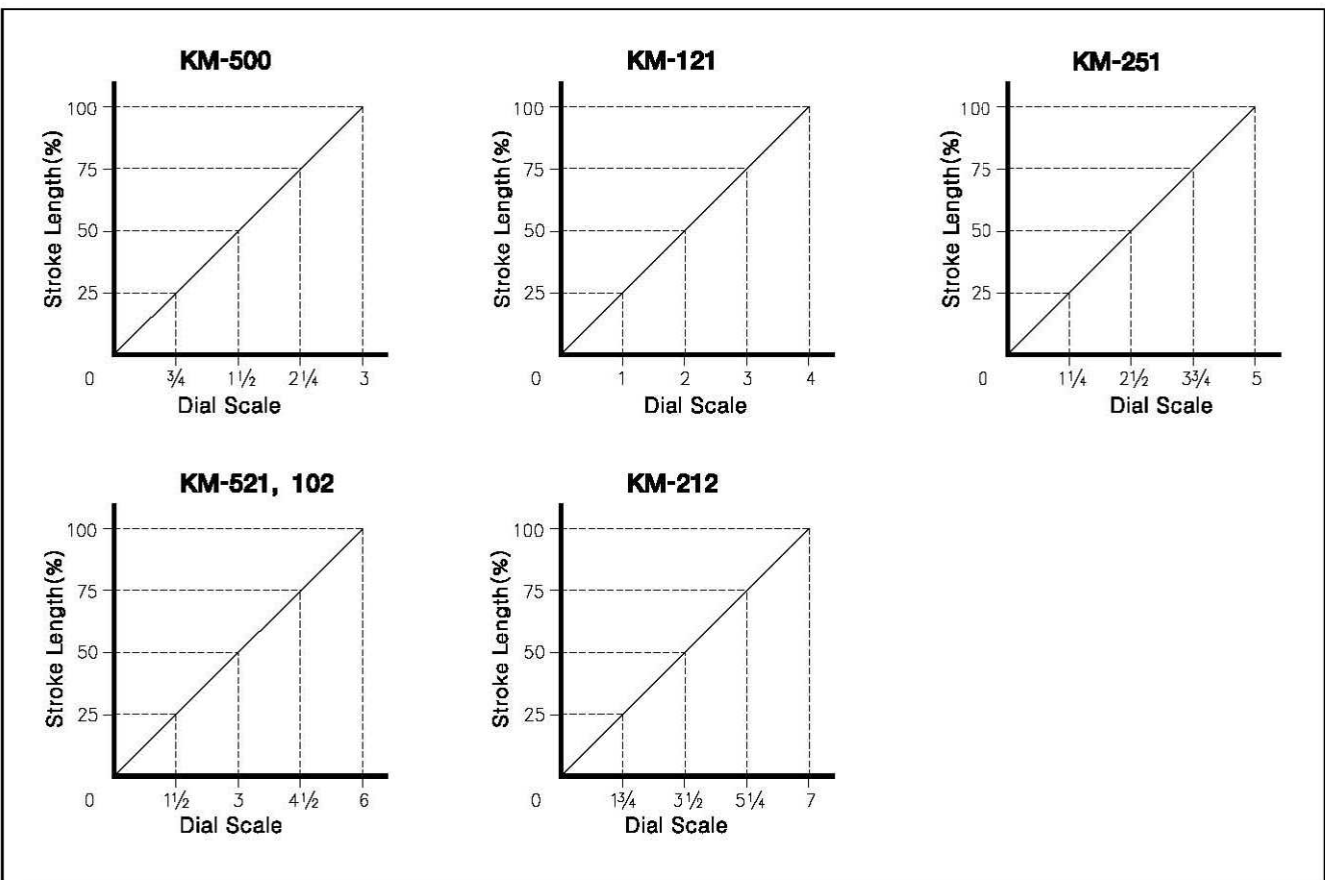 KM-500
100
75
50
25
Stroke Length(%)
0 ¾ 1½ 2¼ 3
Dial Scale
KM-121
100
75
50
25
Stroke Length(%)
0 1 2 3 4
Dial Scale
KM-251
100
75
50
25
Stroke Length(%)
0 1¼ 2½ 3¾ 5
Dial Scale
KM-521, 102
100
75
50
25
Stroke Length(%)
0 1½ 3 4½ 6
Dial Scale
KM-212
100
75
50
25
Stroke Length(%)
0 1¾ 3½ 5¼ 7
Dial Scale